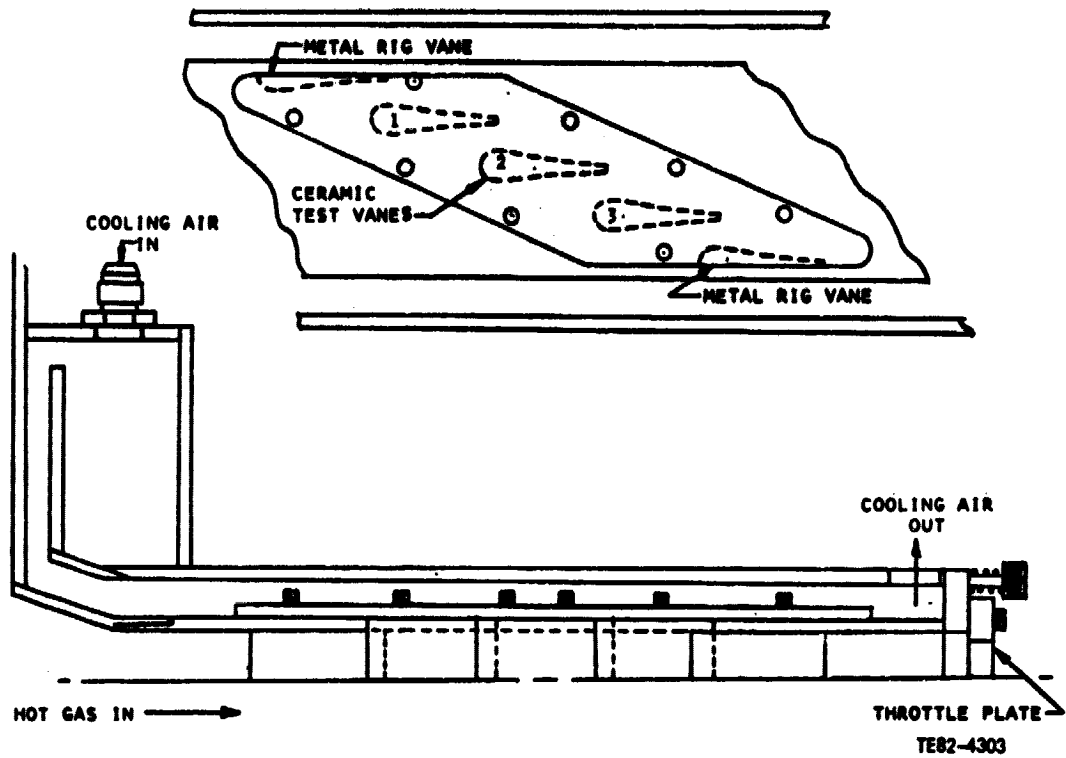 METAL RIG VANE
1
2
CERAMIC
TEST VANES
3
COOLING AIR
IN
METAL RIG VANE
COOLING AIR
OUT
HOT GAS IN
THROTTLE PLATE
TE82-4303